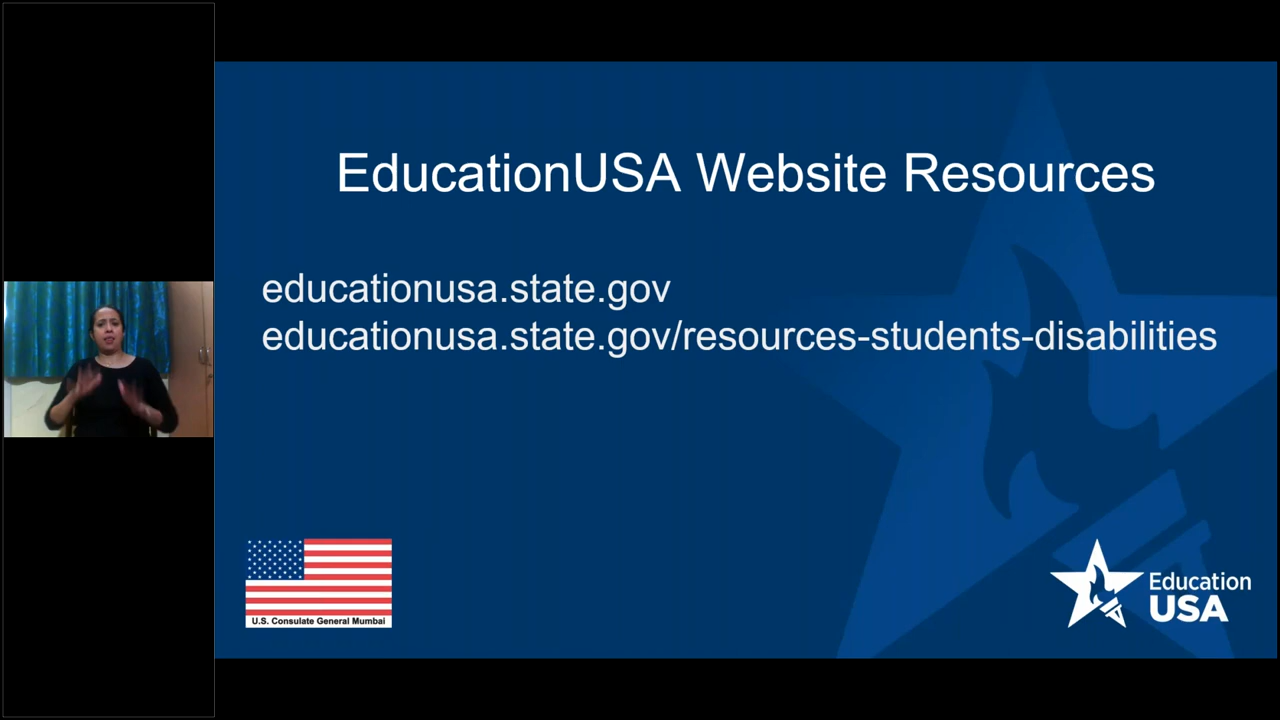 EducationUSA Website Resources
educationusa.state.gov
educationusa.state.gov/resources-students-disabilities
U.S. Consulate General Mumbai
Education
USA